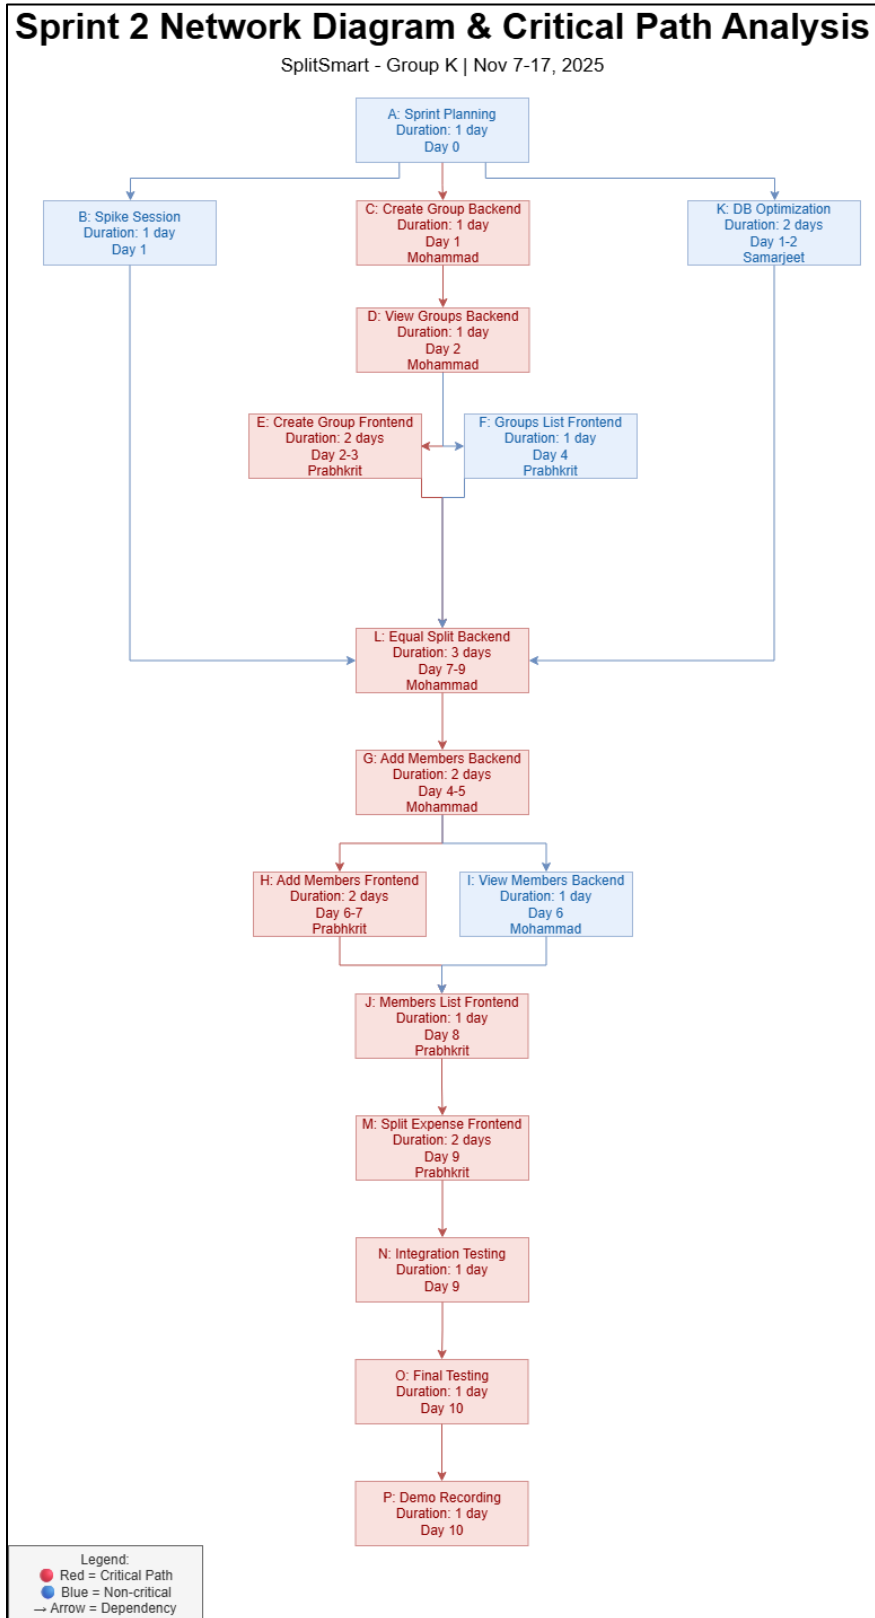 Sprint 2 Network Diagram & Critical Path Analysis
SplitSmart - Group K | Nov 7-17, 2025
A: Sprint Planning
Duration: 1 day
Day 0
B: Spike Session
Duration: 1 day
Day 1
C: Create Group Backend
Duration: 1 day
Day 1
Mohammad
K: DB Optimization
Duration: 2 days
Day 1-2
Samarjeet
D: View Groups Backend
Duration: 1 day
Day 2
Mohammad
E: Create Group Frontend
Duration: 2 days
Day 2-3
Prabhkrit
F: Groups List Frontend
Duration: 1 day
Day 4
Prabhkrit
L: Equal Split Backend
Duration: 3 days
Day 7-9
Mohammad
G: Add Members Backend
Duration: 2 days
Day 4-5
Mohammad
H: Add Members Frontend
Duration: 2 days
Day 6-7
Prabhkrit
I: View Members Backend
Duration: 1 day
Day 6
Mohammad
J: Members List Frontend
Duration: 1 day
Day 8
Prabhkrit
M: Split Expense Frontend
Duration: 2 days
Day 9
Prabhkrit
N: Integration Testing
Duration: 1 day
Day 9
O: Final Testing
Duration: 1 day
Day 10
P: Demo Recording
Duration: 1 day
Day 10
Legend:
Red = Critical Path
Blue = Non-critical
→ Arrow = Dependency